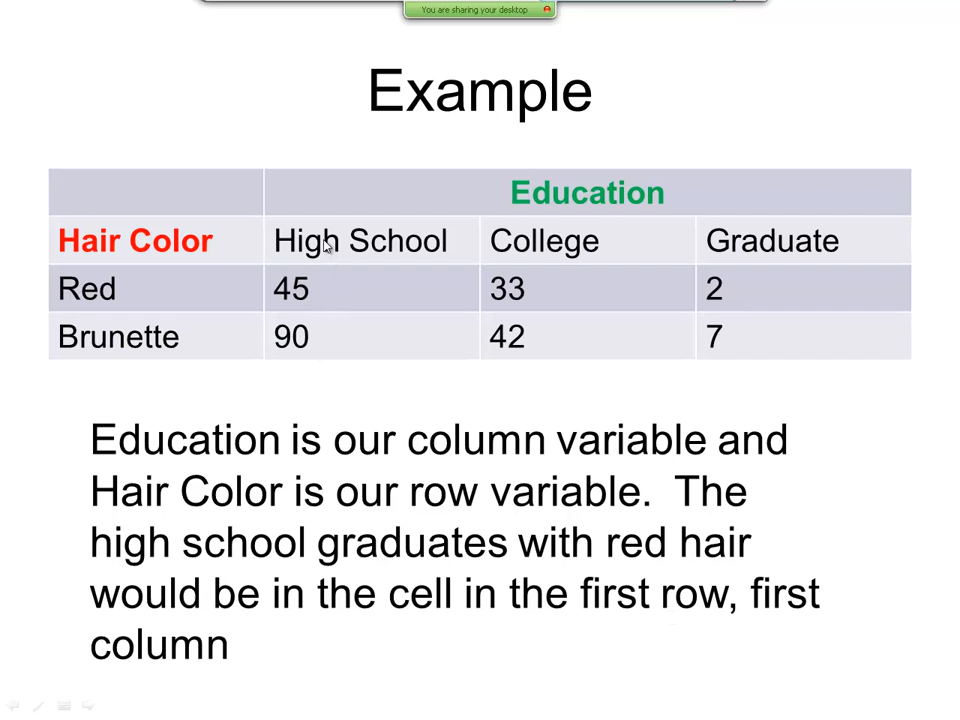 You are sharing your desktop
Example
Education
Hair Color High School College Graduate
Red 45 33 2
Brunette 90 42 7
Education is our column variable and
Hair Color is our row variable.  The
high school graduates with red hair
would be in the cell in the first row, first
column